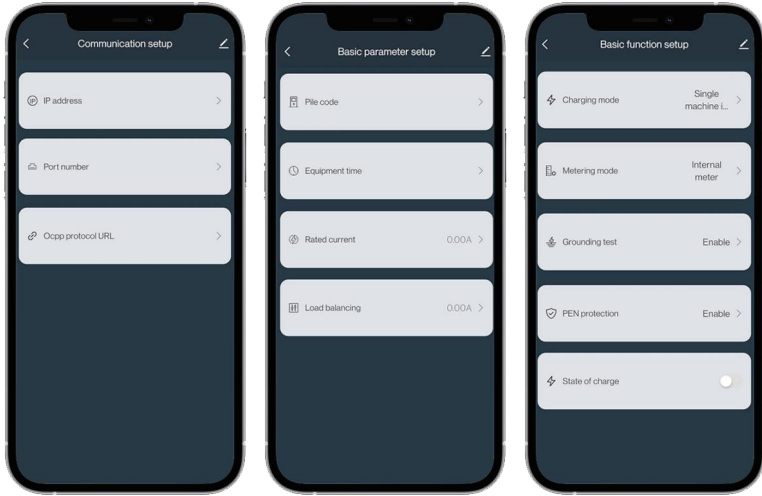 Communication setup
IP
IP address
Port number
Ocpp protocol URL
Basic parameter setup
Pile code
Equipment time
Rated current 0.00A
Load balancing 0.00A
Basic function setup
Charging mode
Single
machine i...
Metering mode
Internal
meter
Grounding test Enable
PEN protection Enable
State of charge